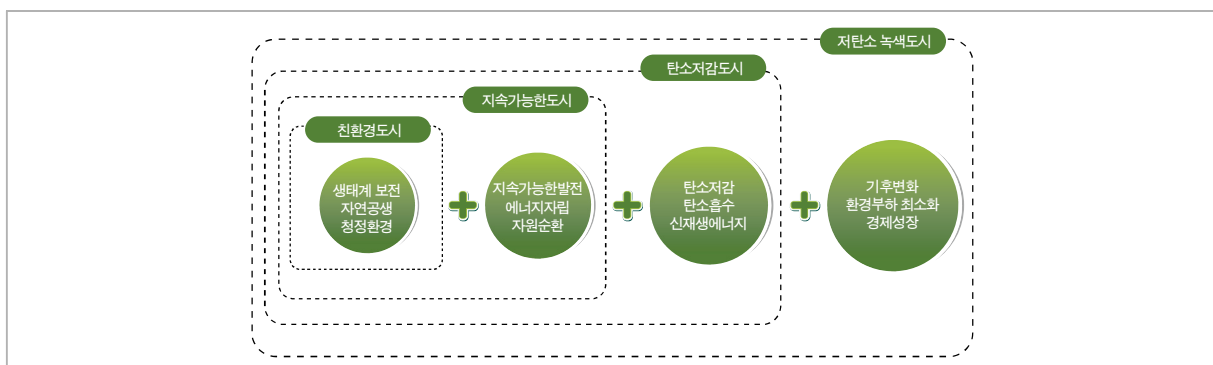 저탄소 녹색도시
탄소저감도시
지속가능한도시
친환경도시
생태계 보전
자연공생
청정환경
지속가능한발전
에너지자립
자원순환
탄소저감
탄소흡수
신재생에너지
기후변화
환경부하 최소화
경제성장